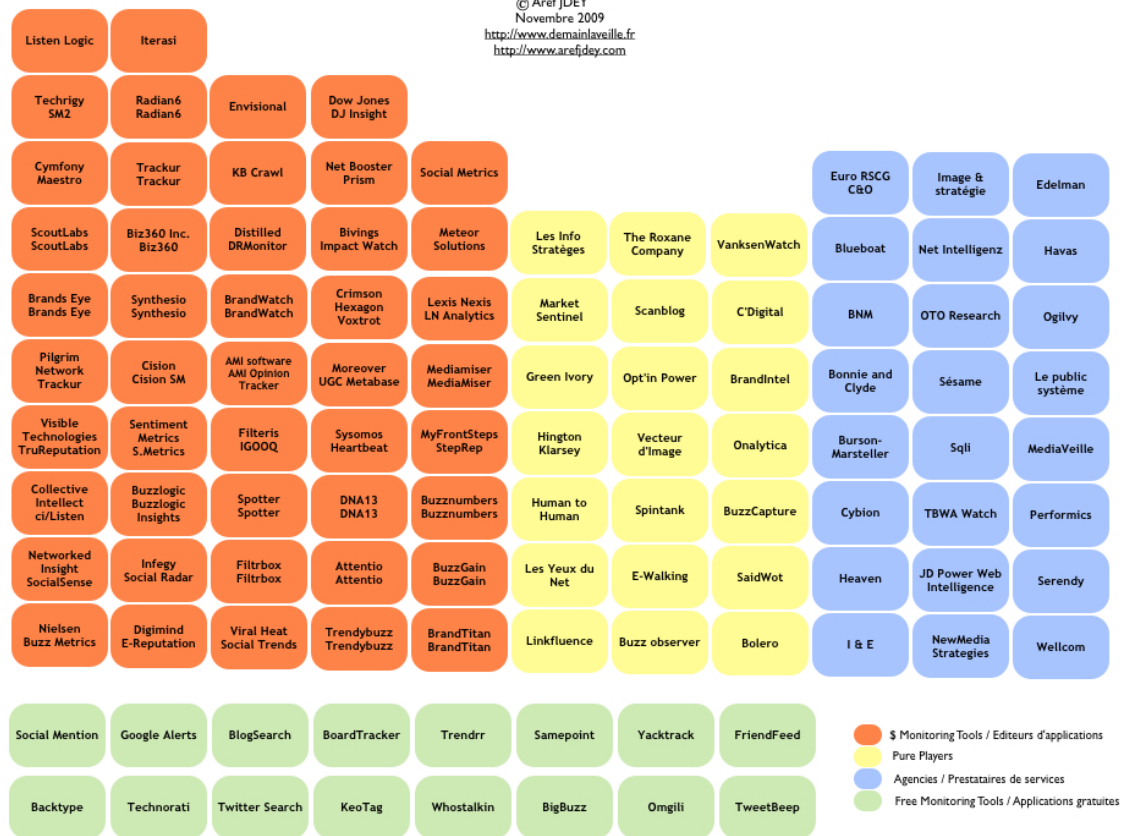 © Aref JDEY
Novembre 2009
http://www.demainlaveille.fr
http://www.arefjdey.com
Listen Logic
Iterasi
Techrigy
SM2
Radian6
Radian6
Envisional
Dow Jones
DJ Insight
Cymfony
Maestro
Trackur
Trackur
KB Crawl
Net Booster
Prism
Social Metrics
Euro RSCG
C&O
Image &
stratégie
Edelman
ScoutLabs
ScoutLabs
Biz360 Inc.
Biz360
Distilled
DRMonitor
Bivings
Impact Watch
Meteor
Solutions
Les Info
Stratèges
The Roxane
Company
VanksenWatch
Blueboat
Net Intelligenz
Havas
Brands Eye
Brands Eye
Synthesio
Synthesio
BrandWatch
BrandWatch
Crimson
Hexagon
Voxtrot
Lexis Nexis
LN Analytics
Market
Sentinel
Scanblog
C'Digital
BNM
OTO Research
Ogilvy
Pilgrim
Network
Trackur
Cision
Cision SM
AMI software
AMI Opinion
Tracker
Moreover
UGC Metabase
Mediamiser
MediaMiser
Green Ivory
Opt'in Power
BrandIntel
Bonnie and
Clyde
Sésame
Le public
système
Visible
Technologies
TruReputation
Sentiment
Metrics
S.Metrics
Filteris
IGOOQ
Sysomos
Heartbeat
MyFrontSteps
StepRep
Hington
Klarsey
Vecteur
d'Image
Onalytica
Burson-
Marsteller
Sqli
MediaVeille
Collective
Intellect
ci/Listen
Buzzlogic
Buzzlogic
Insights
Spotter
Spotter
DNA13
DNA13
Buzznumbers
Buzznumbers
Human to
Human
Spintank
BuzzCapture
Cybion
TBWA Watch
Performics
Networked
Insight
SocialSense
Infegy
Social Radar
Filtrbox
Filtrbox
Attentio
Attentio
BuzzGain
BuzzGain
Les Yeux du
Net
E-Walking
SaidWot
Heaven
JD Power Web
Intelligence
Serendy
Nielsen
Buzz Metrics
Digimind
E-Reputation
Viral Heat
Social Trends
Trendybuzz
Trendybuzz
BrandTitan
BrandTitan
Linkfluence
Buzz observer
Bolero
I & E
NewMedia
Strategies
Wellcom
Social Mention
Google Alerts
BlogSearch
BoardTracker
Trendrr
Samepoint
Yacktrack
FriendFeed
Backtype
Technorati
Twitter Search
KeoTag
Whostalkin
BigBuzz
Omgili
TweetBeep
$ Monitoring Tools / Editeurs d'applications
Pure Players
Agencies / Prestataires de services
Free Monitoring Tools / Applications gratuites